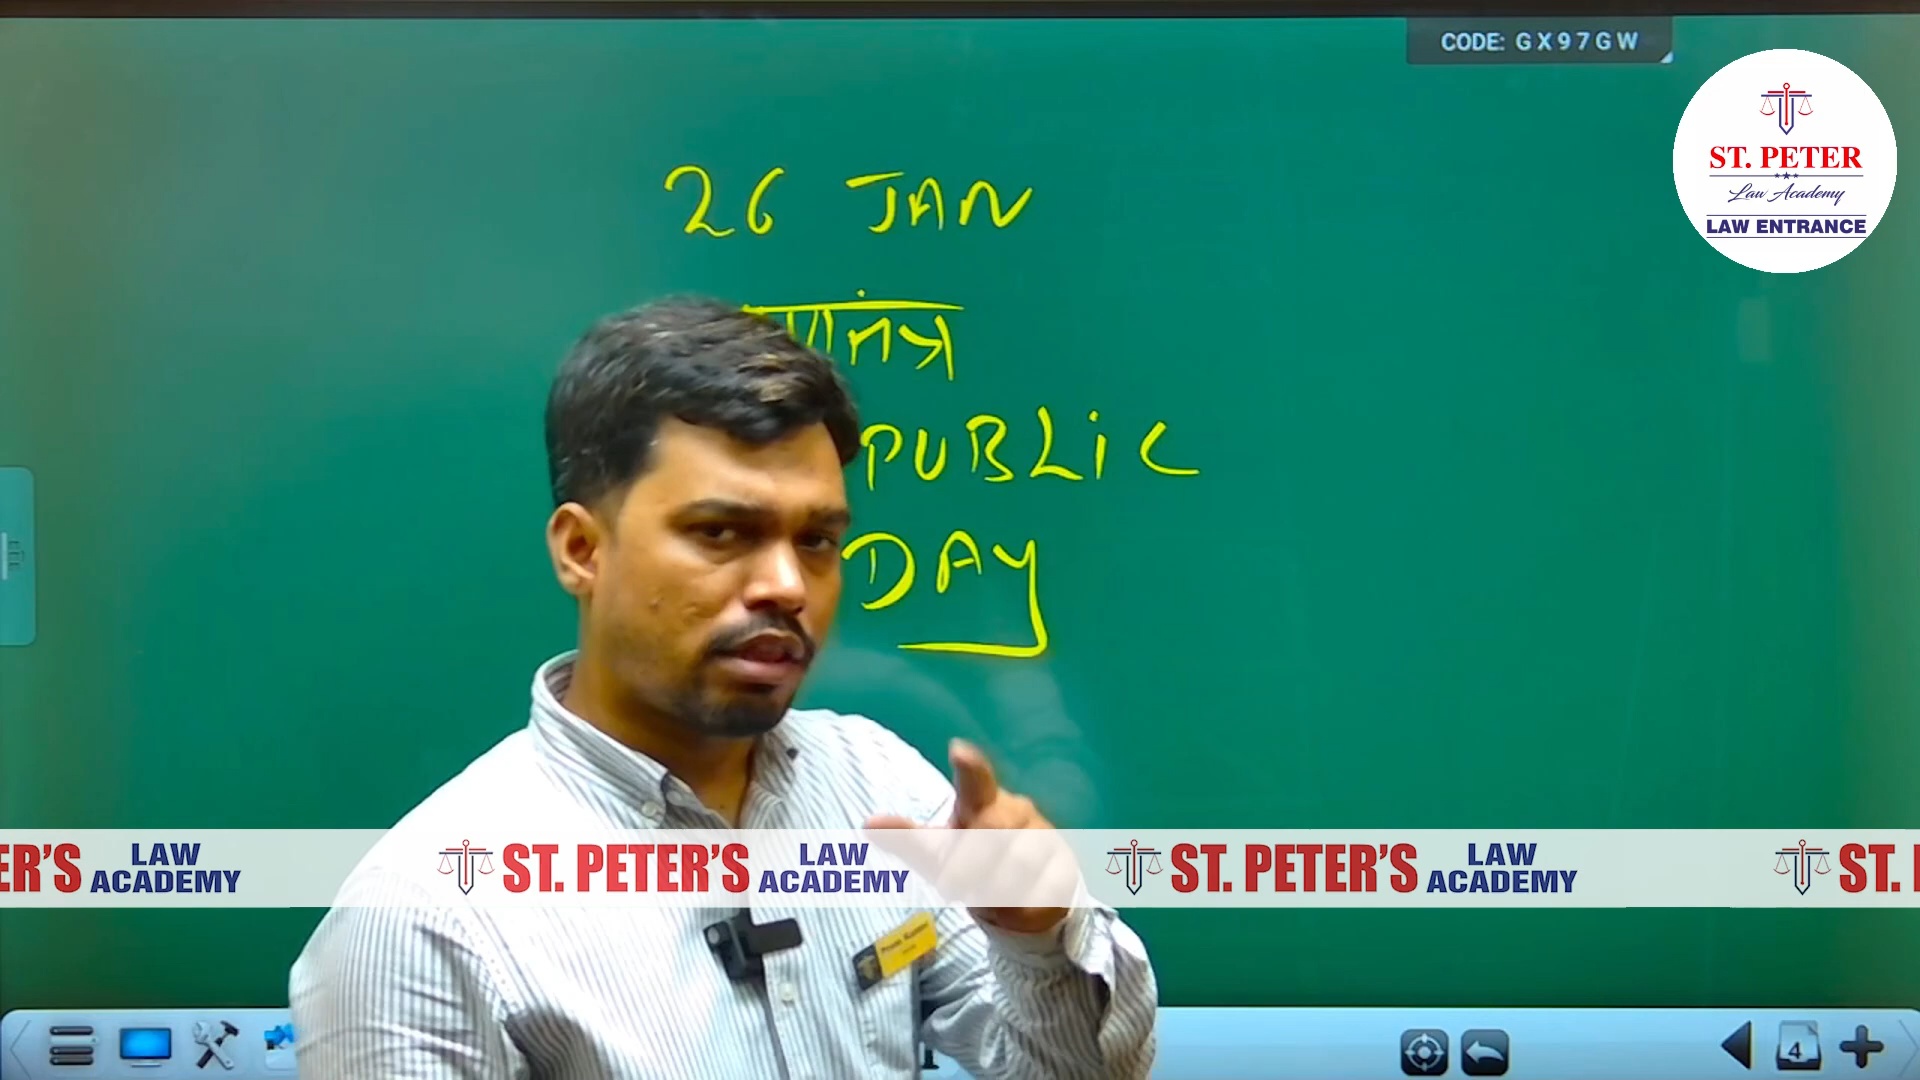 CODE: GX97GW
ST. PETER
Law Academy
LAW ENTRANCE
26 JAN
PUBLIC
DAY
ER'S LAW ACADEMY
ST. PETER'S LAW ACADEMY
ST. PETER'S LAW ACADEMY
ST.
4